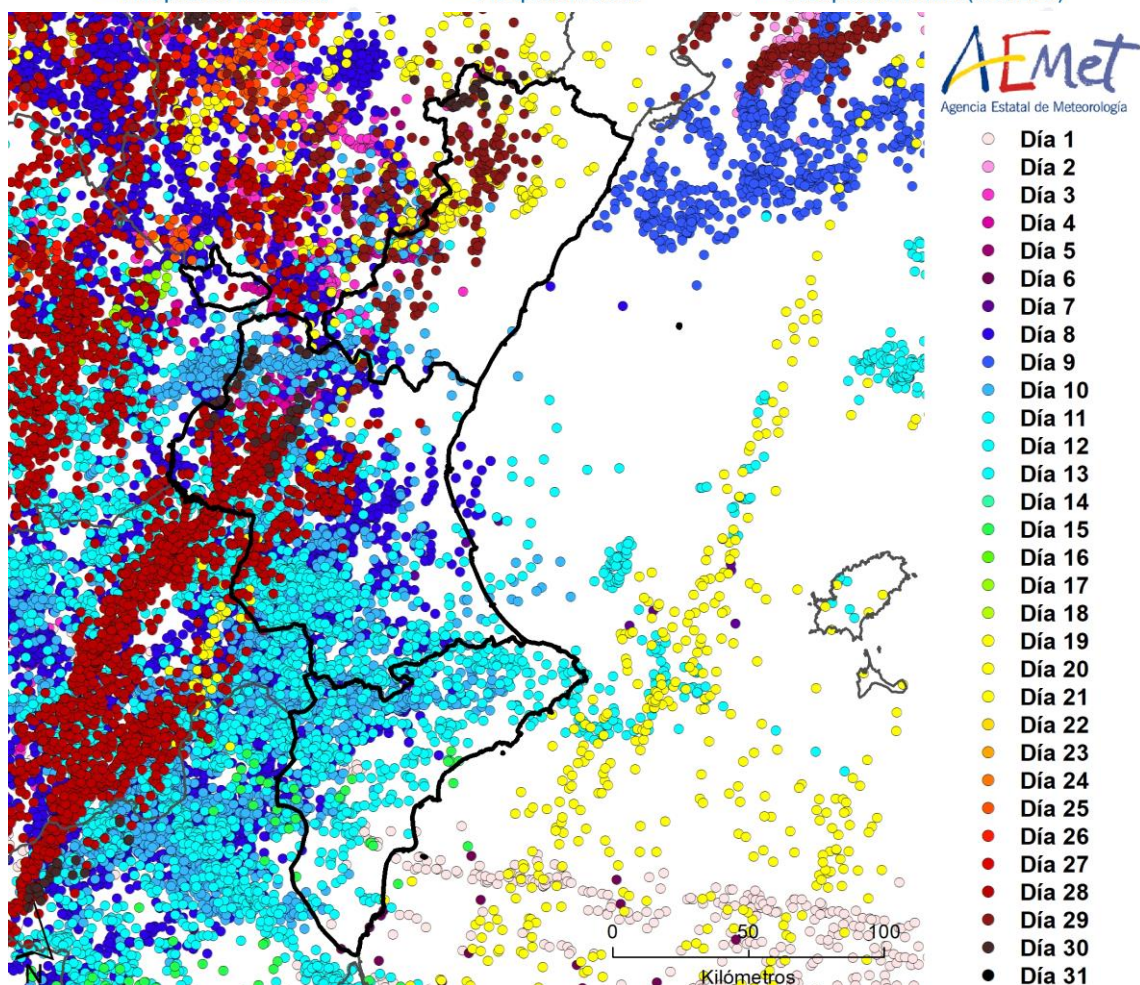 AEMet
Agencia Estatal de Meteorología
Día 1
Día 2
Día 3
Día 4
Día 5
Día 6
Día 7
Día 8
Día 9
Día 10
Día 11
Día 12
Día 13
Día 14
Día 15
Día 16
Día 17
Día 18
Día 19
Día 20
Día 21
Día 22
Día 23
Día 24
Día 25
Día 26
Día 27
Día 28
Día 29
Día 30
Día 31
0 50 100
Kilómetros
N